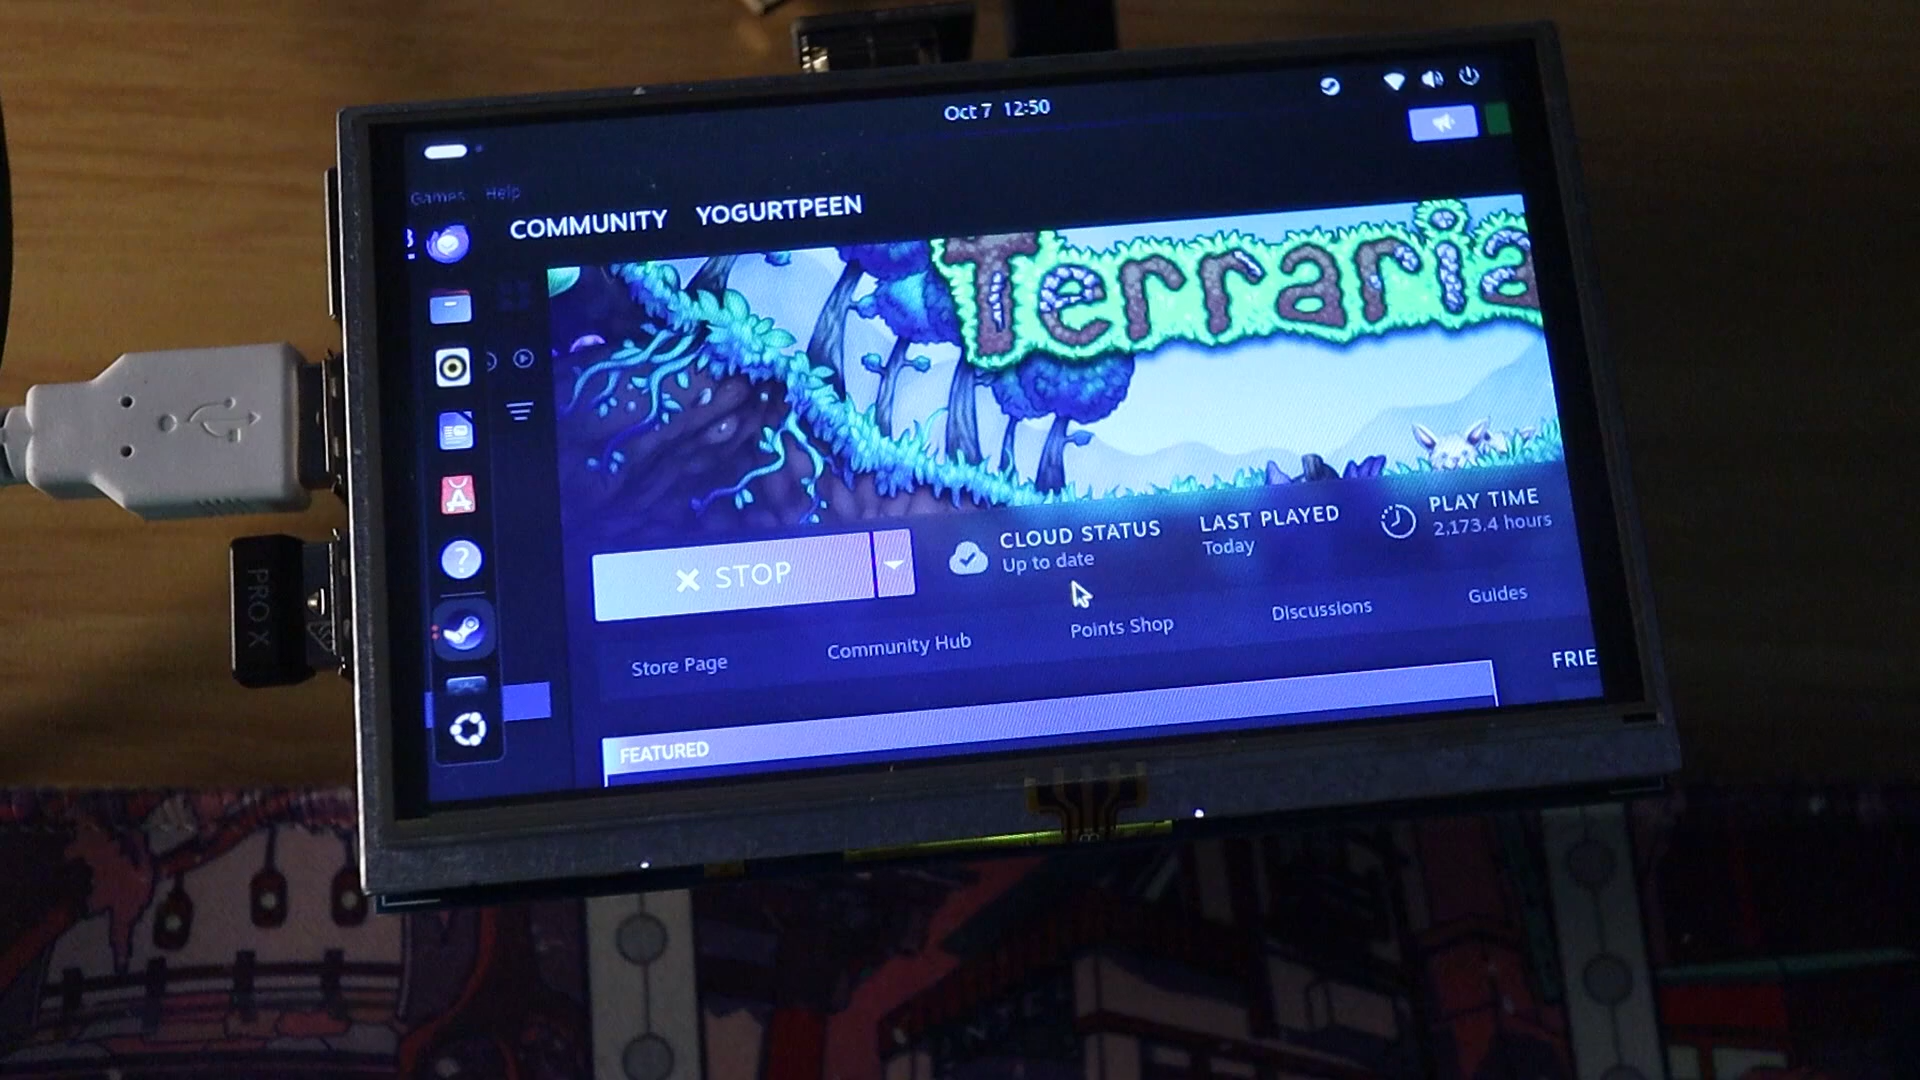 Oct 7 12:50
Games Help
COMMUNITY YOGURTPEEN
Terraria
STOP
CLOUD STATUS
Up to date
LAST PLAYED
Today
PLAY TIME
2,173.4 hours
Store Page
Community Hub
Points Shop
Discussions
Guides
FRIE
FEATURED
PRO X